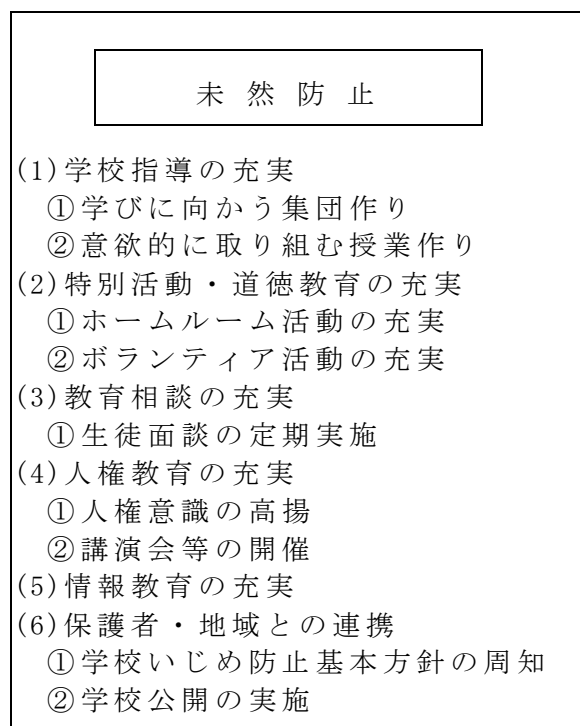 未然防止
(1)学校指導の充実
①学びに向かう集団作り
②意欲的に取り組む授業作り
(2)特別活動・道徳教育の充実
①ホームルーム活動の充実
②ボランティア活動の充実
(3)教育相談の充実
①生徒面談の定期実施
(4)人権教育の充実
①人権意識の高揚
②講演会等の開催
(5)情報教育の充実
(6)保護者・地域との連携
①学校いじめ防止基本方針の周知
②学校公開の実施